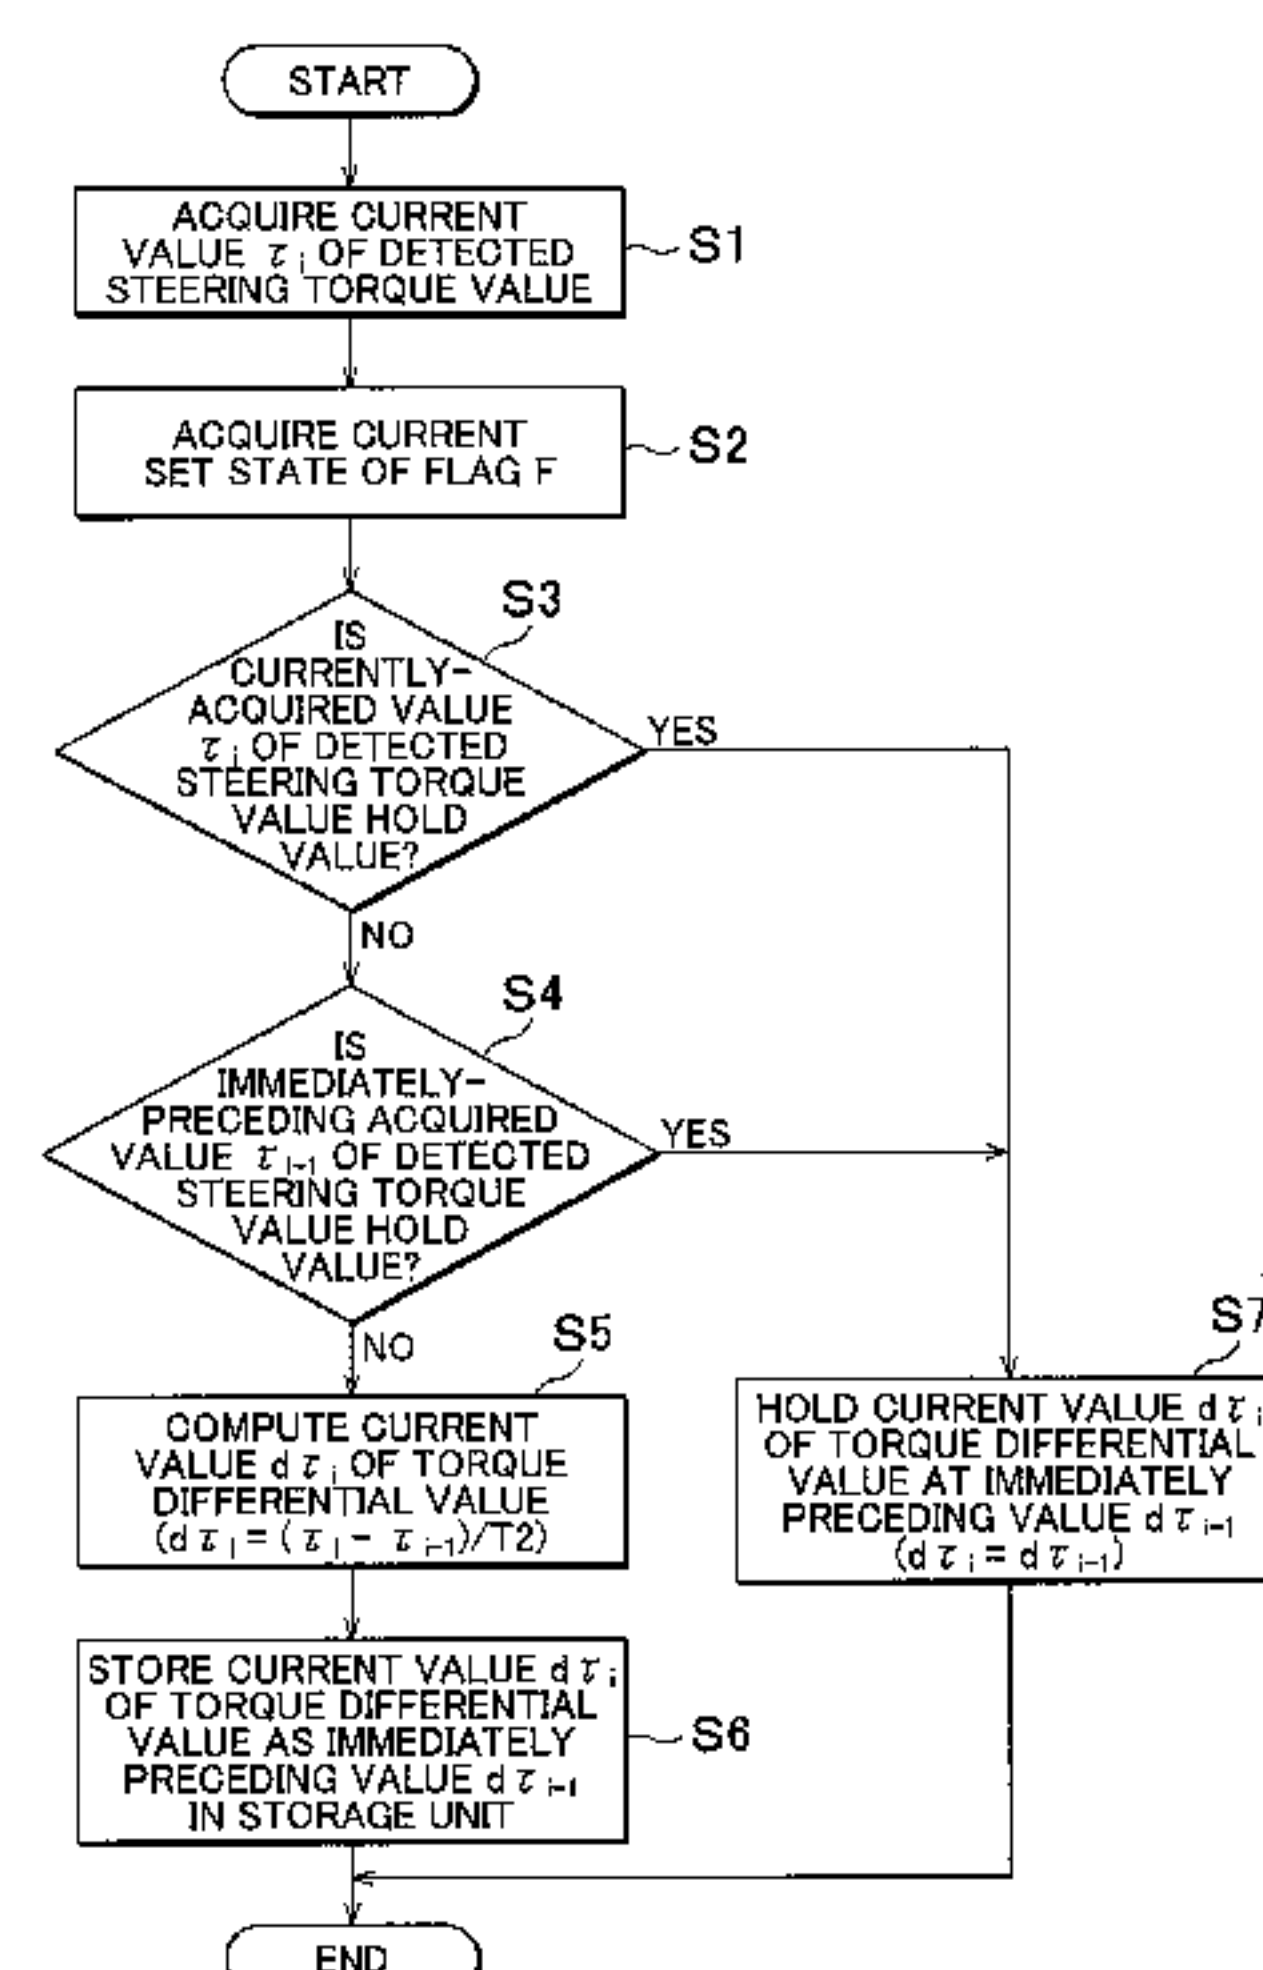 START
ACQUIRE CURRENT
VALUE τi OF DETECTED
STEERING TORQUE VALUE
S1
ACQUIRE CURRENT
SET STATE OF FLAG F
S2
S3
IS
CURRENTLY-
ACQUIRED VALUE
τi OF DETECTED
STEERING TORQUE
VALUE HOLD
VALUE?
YES
NO
S4
IS
IMMEDIATELY-
PRECEDING ACQUIRED
VALUE τi-1 OF DETECTED
STEERING TORQUE
VALUE HOLD
VALUE?
YES
NO
S5
COMPUTE CURRENT
VALUE dτi OF TORQUE
DIFFERENTIAL VALUE
(dτi = (τi - τi-1)/T2)
S7
HOLD CURRENT VALUE dτi
OF TORQUE DIFFERENTIAL
VALUE AT IMMEDIATELY
PRECEDING VALUE dτi-1
(dτi = dτi-1)
STORE CURRENT VALUE dτi
OF TORQUE DIFFERENTIAL
VALUE AS IMMEDIATELY
PRECEDING VALUE dτi-1
IN STORAGE UNIT
S6
END